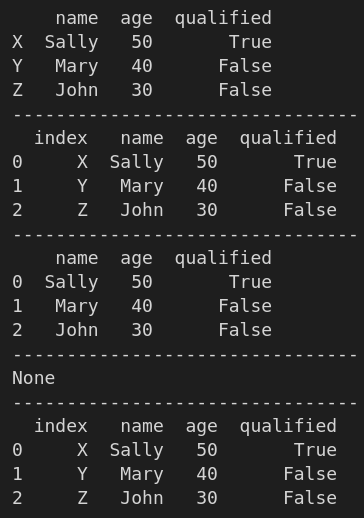 name  age  qualified
X  Sally   50       True
Y   Mary   40      False
Z   John   30      False
--------------------------------
  index   name  age  qualified
0     X  Sally   50       True
1     Y   Mary   40      False
2     Z   John   30      False
--------------------------------
    name  age  qualified
0  Sally   50       True
1   Mary   40      False
2   John   30      False
--------------------------------
None
--------------------------------
  index   name  age  qualified
0     X  Sally   50       True
1     Y   Mary   40      False
2     Z   John   30      False